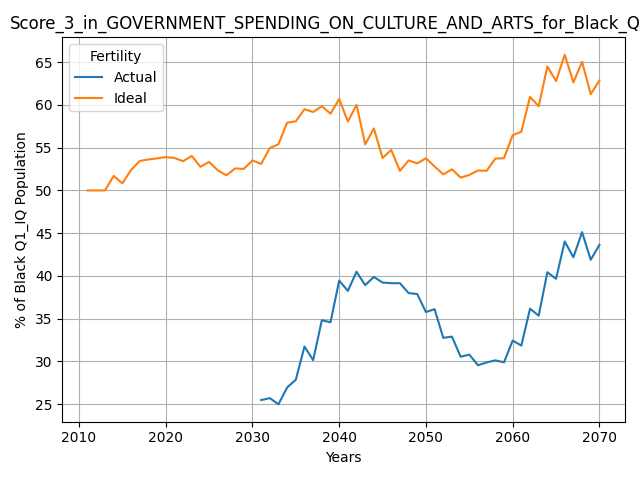 Score_3_in_GOVERNMENT_SPENDING_ON_CULTURE_AND_ARTS_for_Black_Q
Fertility
Actual
Ideal
% of Black Q1_IQ Population
65
60
55
50
45
40
35
30
25
2010 2020 2030 2040 2050 2060 2070
Years